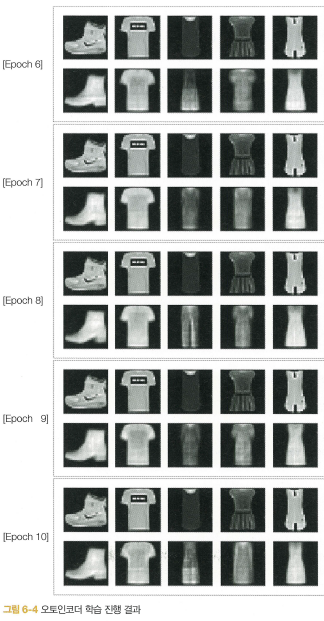 [Epoch 6]
[Epoch 7]
[Epoch 8]
[Epoch 9]
[Epoch 10]
그림 6-4 오토인코더 학습 진행 결과